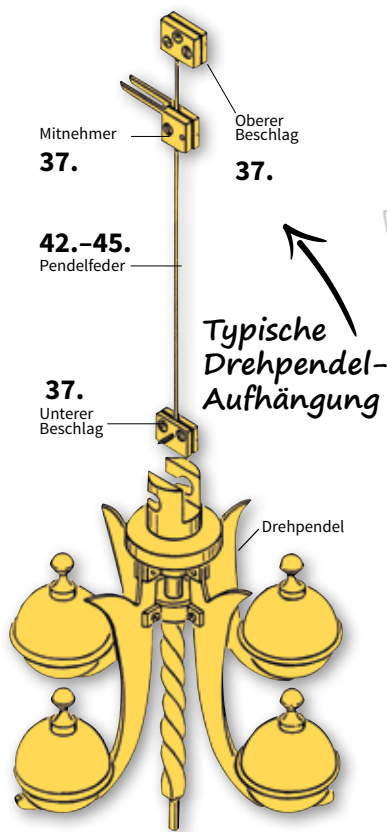 Oberer
Beschlag
37.
Mitnehmer
37.
42.–45.
Pendelfeder
Typische
Drehpendel-
Aufhängung
37.
Unterer
Beschlag
Drehpendel